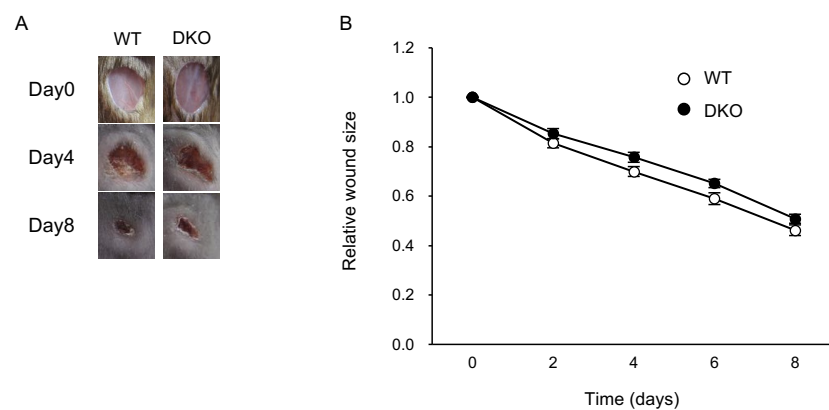 A
WT DKO
Day0
Day4
Day8
B
1.2
1.0
0.8
0.6
0.4
0.2
0.0
Relative wound size
WT
DKO
0 2 4 6 8
Time (days)